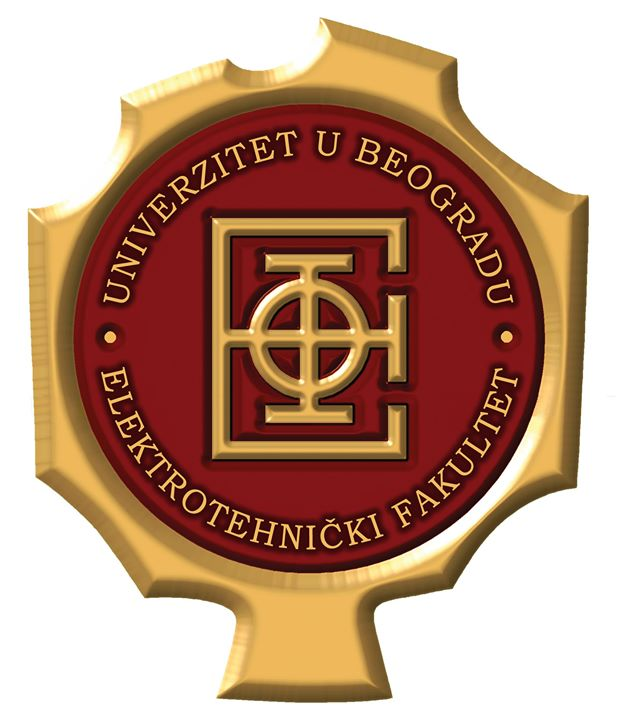 UNIVERZITET U BEOGRADU
ELEKTROTEHNIČKI FAKULTET